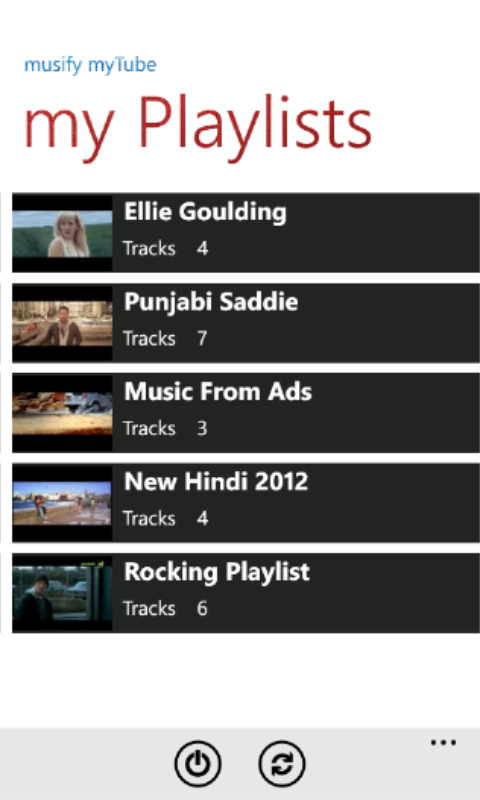 musify myTube
my Playlists
Ellie Goulding
Tracks 4
Punjabi Saddie
Tracks 7
Music From Ads
Tracks 3
New Hindi 2012
Tracks 4
Rocking Playlist
Tracks 6